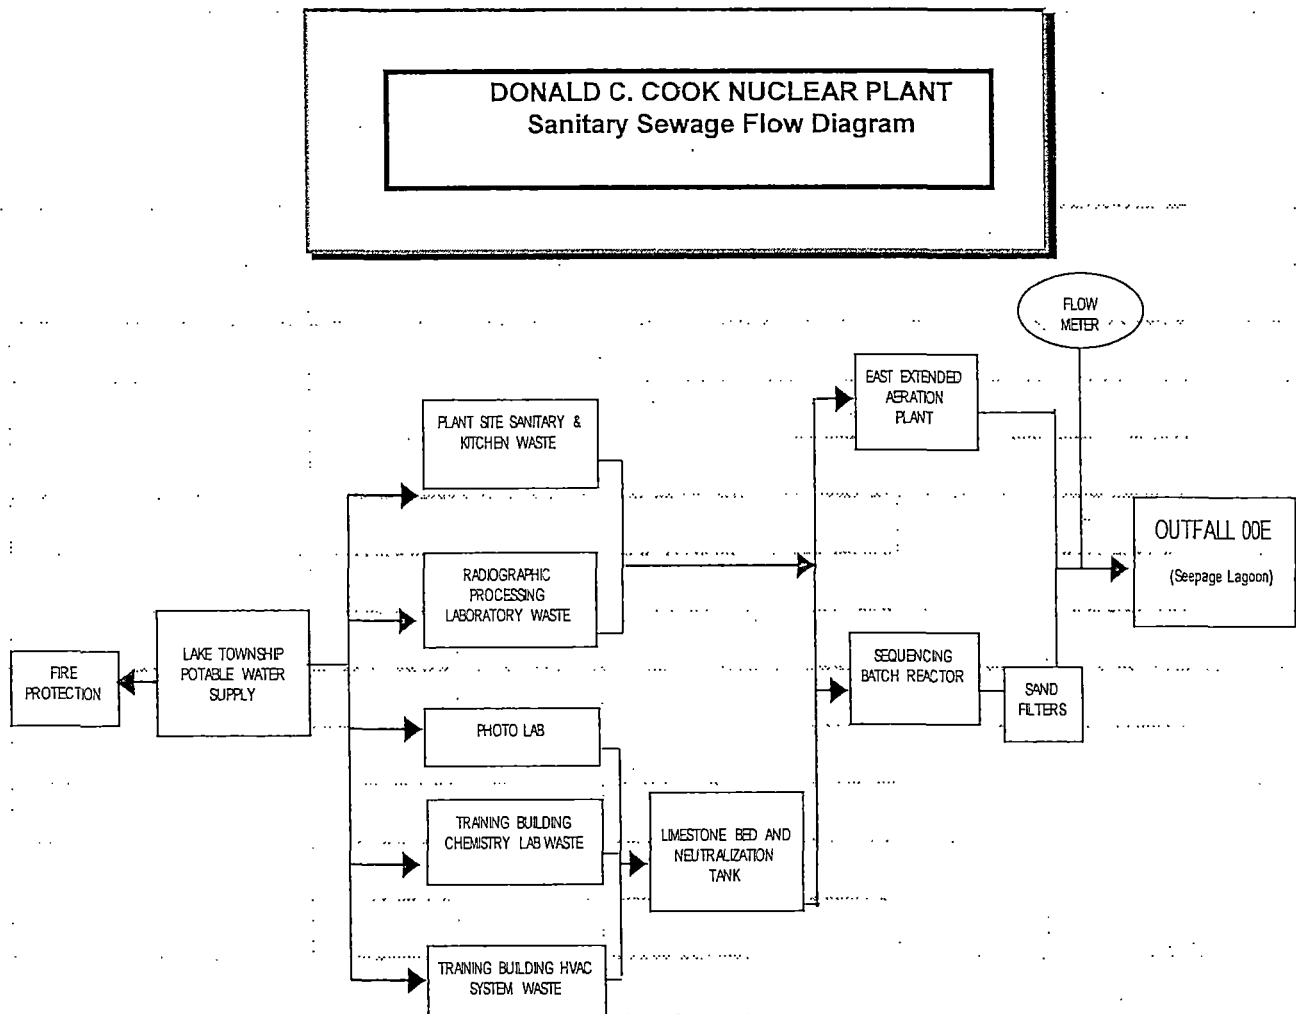 DONALD C. COOK NUCLEAR PLANT
Sanitary Sewage Flow Diagram
FLOW
METER
EAST EXTENDED
AERATION
PLANT
PLANT SITE SANITARY &
KITCHEN WASTE
OUTFALL 00E
(Seepage Lagoon)
RADIOGRAPHIC
PROCESSING
LABORATORY WASTE
LAKE TOWNSHIP
POTABLE WATER
SUPPLY
FIRE
PROTECTION
SEQUENCING
BATCH REACTOR
SAND
FILTERS
PHOTO LAB
TRAINING BUILDING
CHEMISTRY LAB WASTE
LIMESTONE BED AND
NEUTRALIZATION
TANK
TRAINING BUILDING HVAC
SYSTEM WASTE